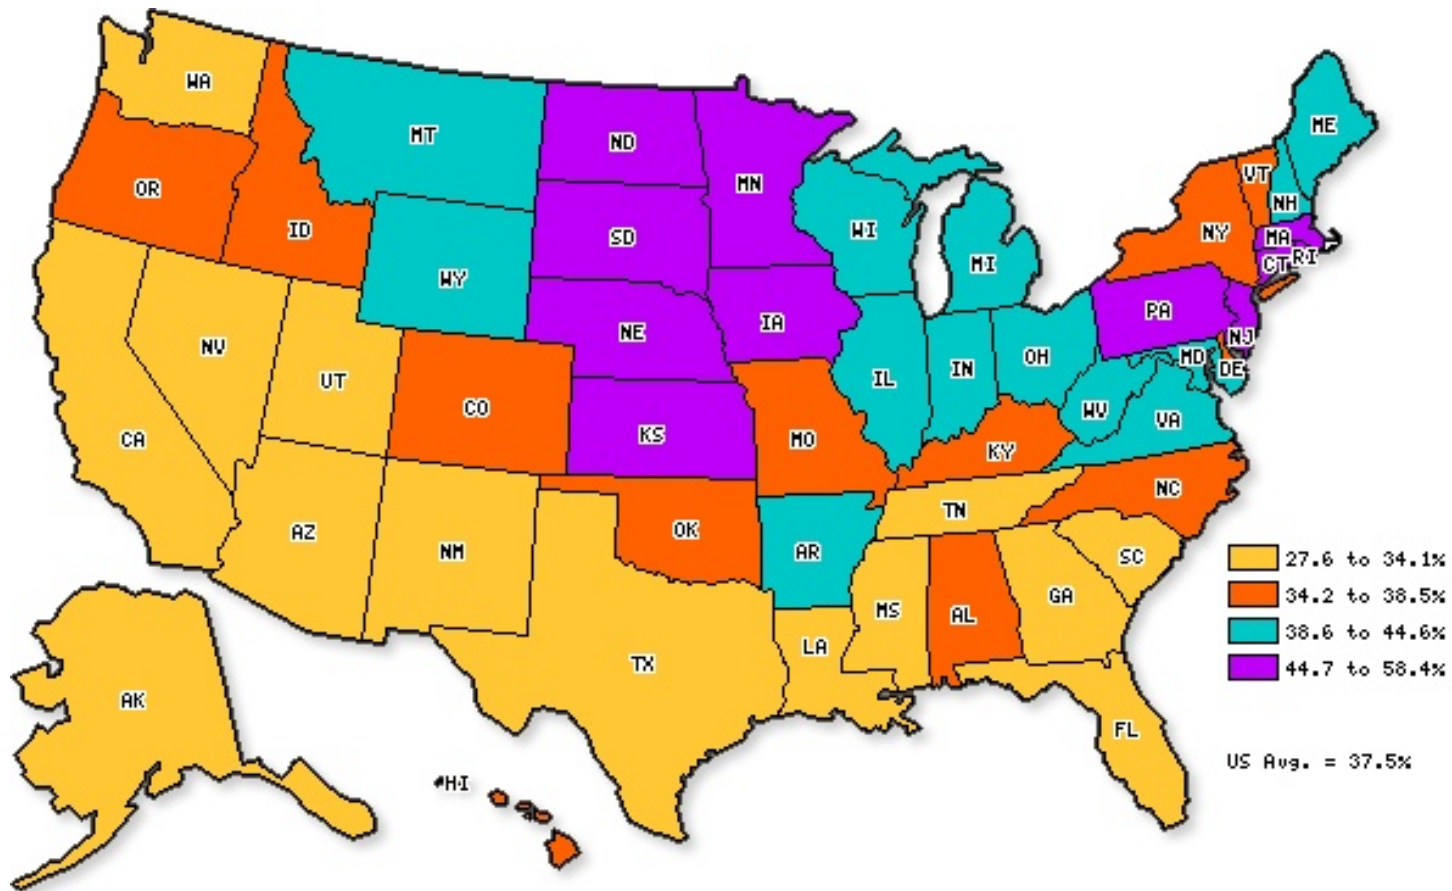 WA
MT
ND
MN
ME
VT
NH
OR
ID
SD
WI
MI
NY
MA
CT
RI
WY
NE
IA
PA
NJ
NV
UT
CO
IL
IN
OH
MD
DE
WV
VA
CA
KS
MO
KY
NC
TN
AZ
NM
OK
AR
SC
MS
AL
GA
TX
LA
AK
FL
*HI
27.6 to 34.1%
34.2 to 38.5%
38.6 to 44.6%
44.7 to 58.4%
US Avg. = 37.5%